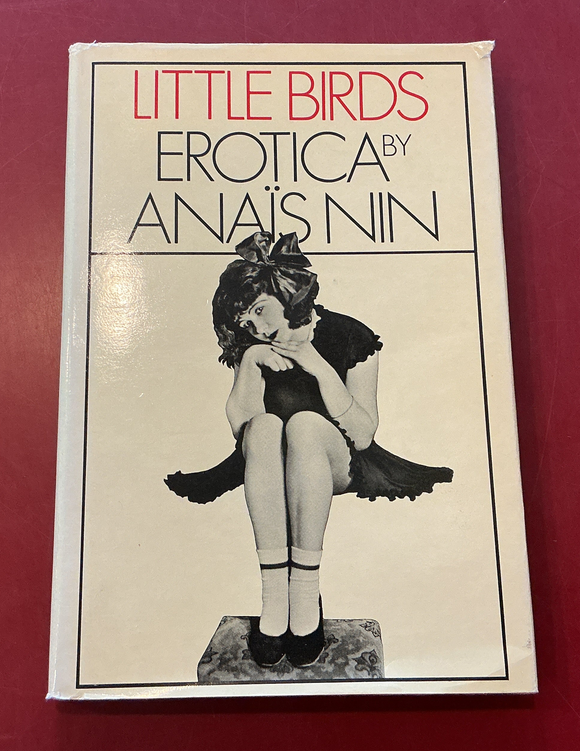 LITTLE BIRDS
EROTICA BY
ANAÏS NIN